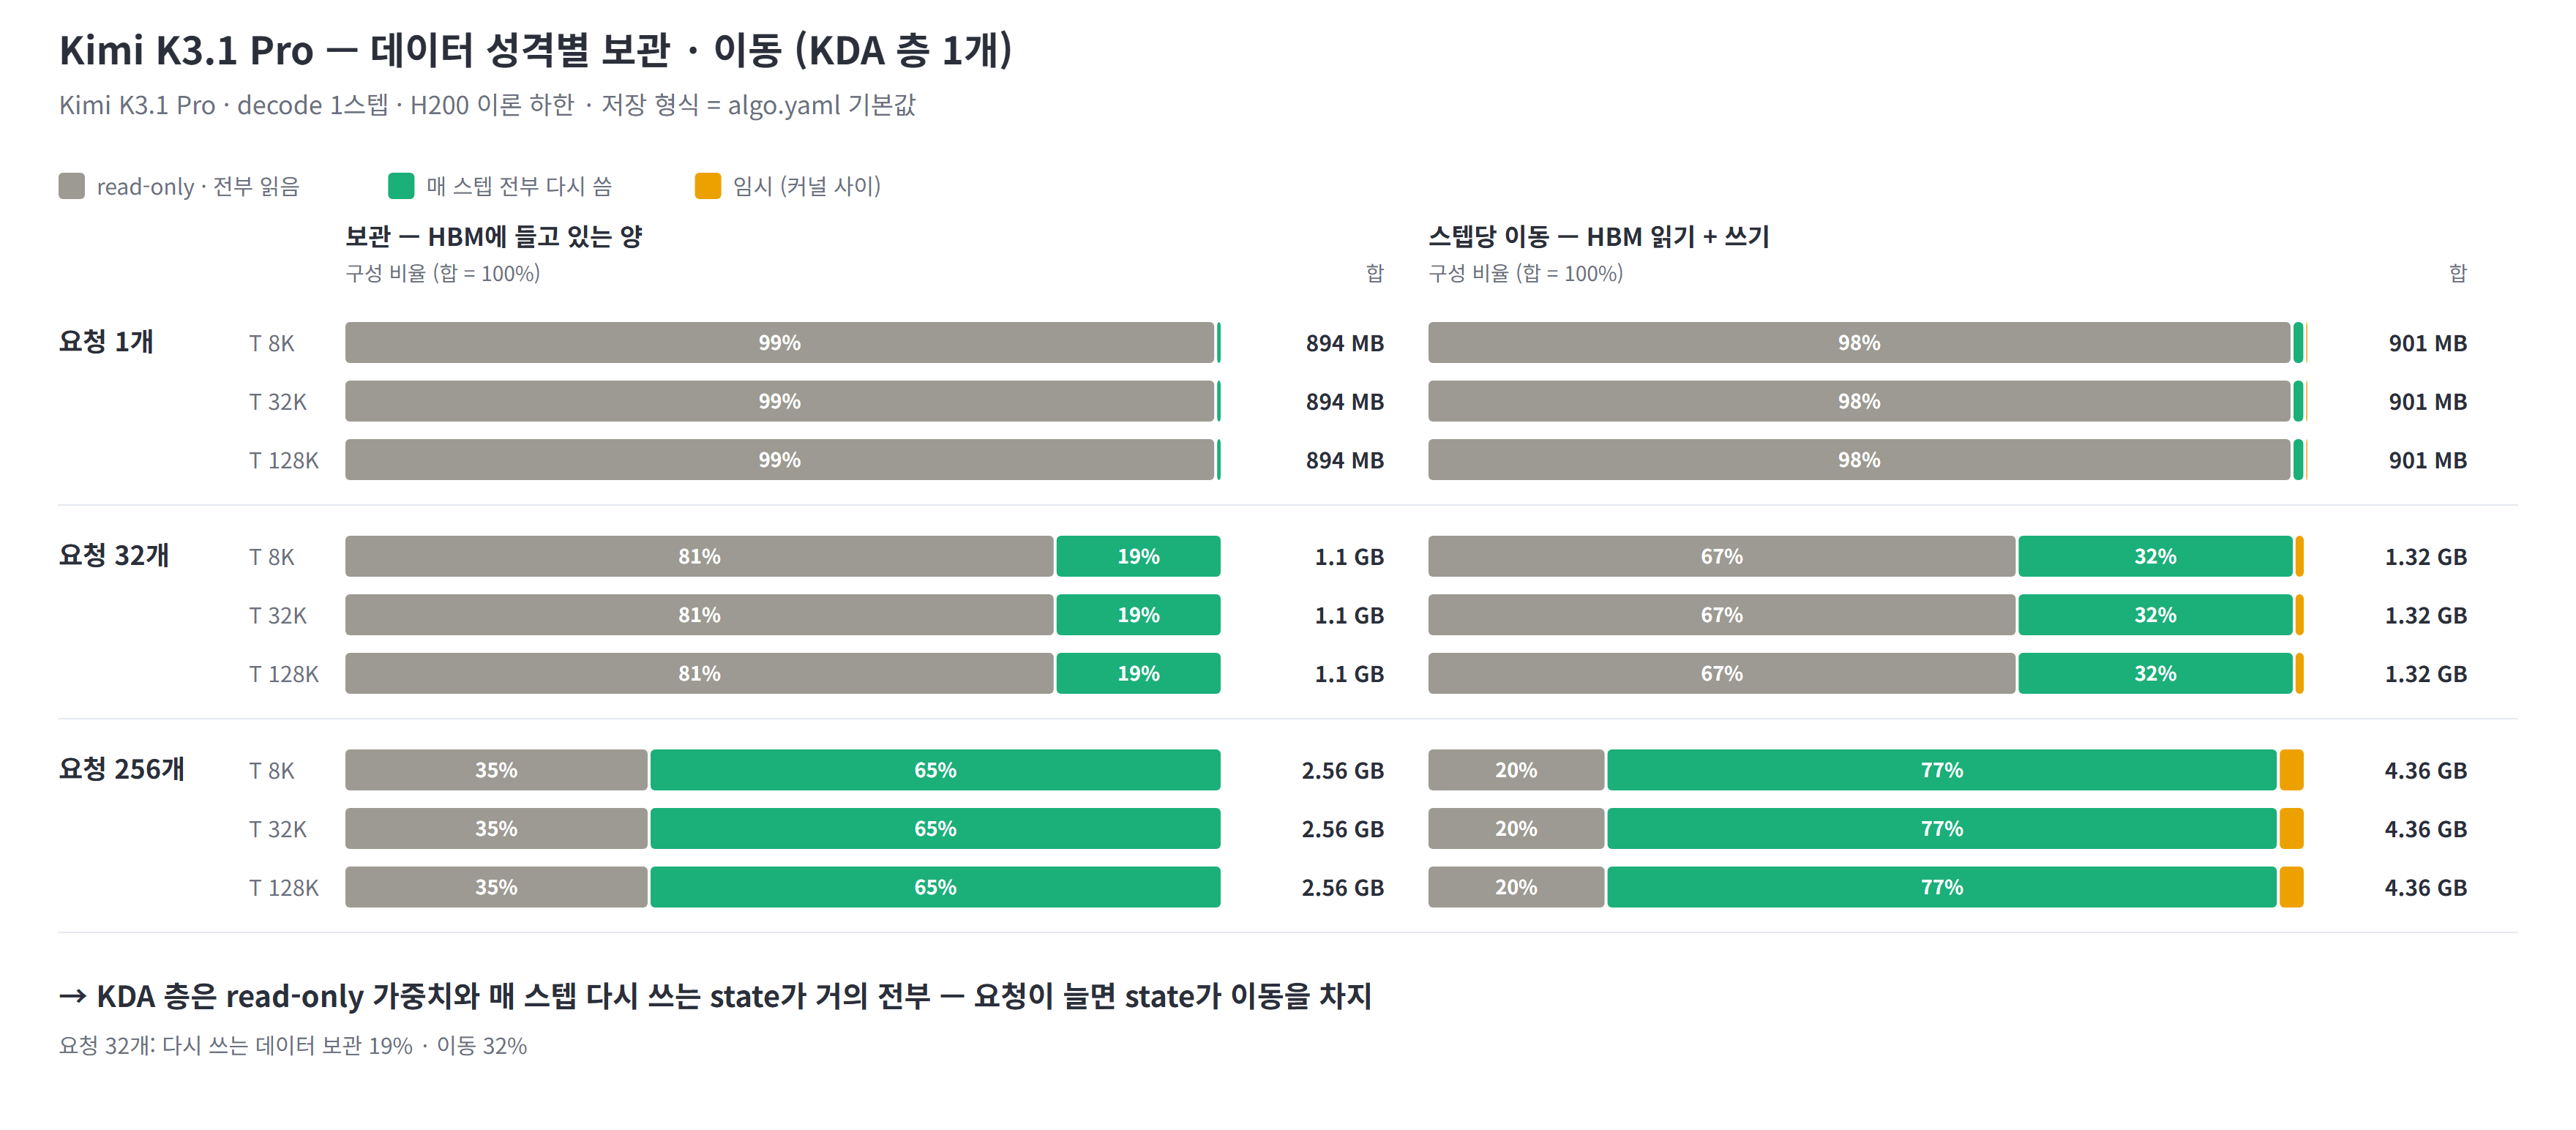 Kimi K3.1 Pro — 데이터 성격별 보관 · 이동 (KDA 층 1개)
Kimi K3.1 Pro · decode 1스텝 · H200 이론 하한 · 저장 형식 = algo.yaml 기본값
read-only · 전부 읽음 매 스텝 전부 다시 씀 임시 (커널 사이)
보관 — HBM에 들고 있는 양 스텝당 이동 — HBM 읽기 + 쓰기
구성 비율 (합 = 100%) 합 구성 비율 (합 = 100%) 합
요청 1개 T 8K 99% 894 MB 98% 901 MB
T 32K 99% 894 MB 98% 901 MB
T 128K 99% 894 MB 98% 901 MB
요청 32개 T 8K 81% 19% 1.1 GB 67% 32% 1.32 GB
T 32K 81% 19% 1.1 GB 67% 32% 1.32 GB
T 128K 81% 19% 1.1 GB 67% 32% 1.32 GB
요청 256개 T 8K 35% 65% 2.56 GB 20% 77% 4.36 GB
T 32K 35% 65% 2.56 GB 20% 77% 4.36 GB
T 128K 35% 65% 2.56 GB 20% 77% 4.36 GB
→ KDA 층은 read-only 가중치와 매 스텝 다시 쓰는 state가 거의 전부 — 요청이 늘면 state가 이동을 차지
요청 32개: 다시 쓰는 데이터 보관 19% · 이동 32%